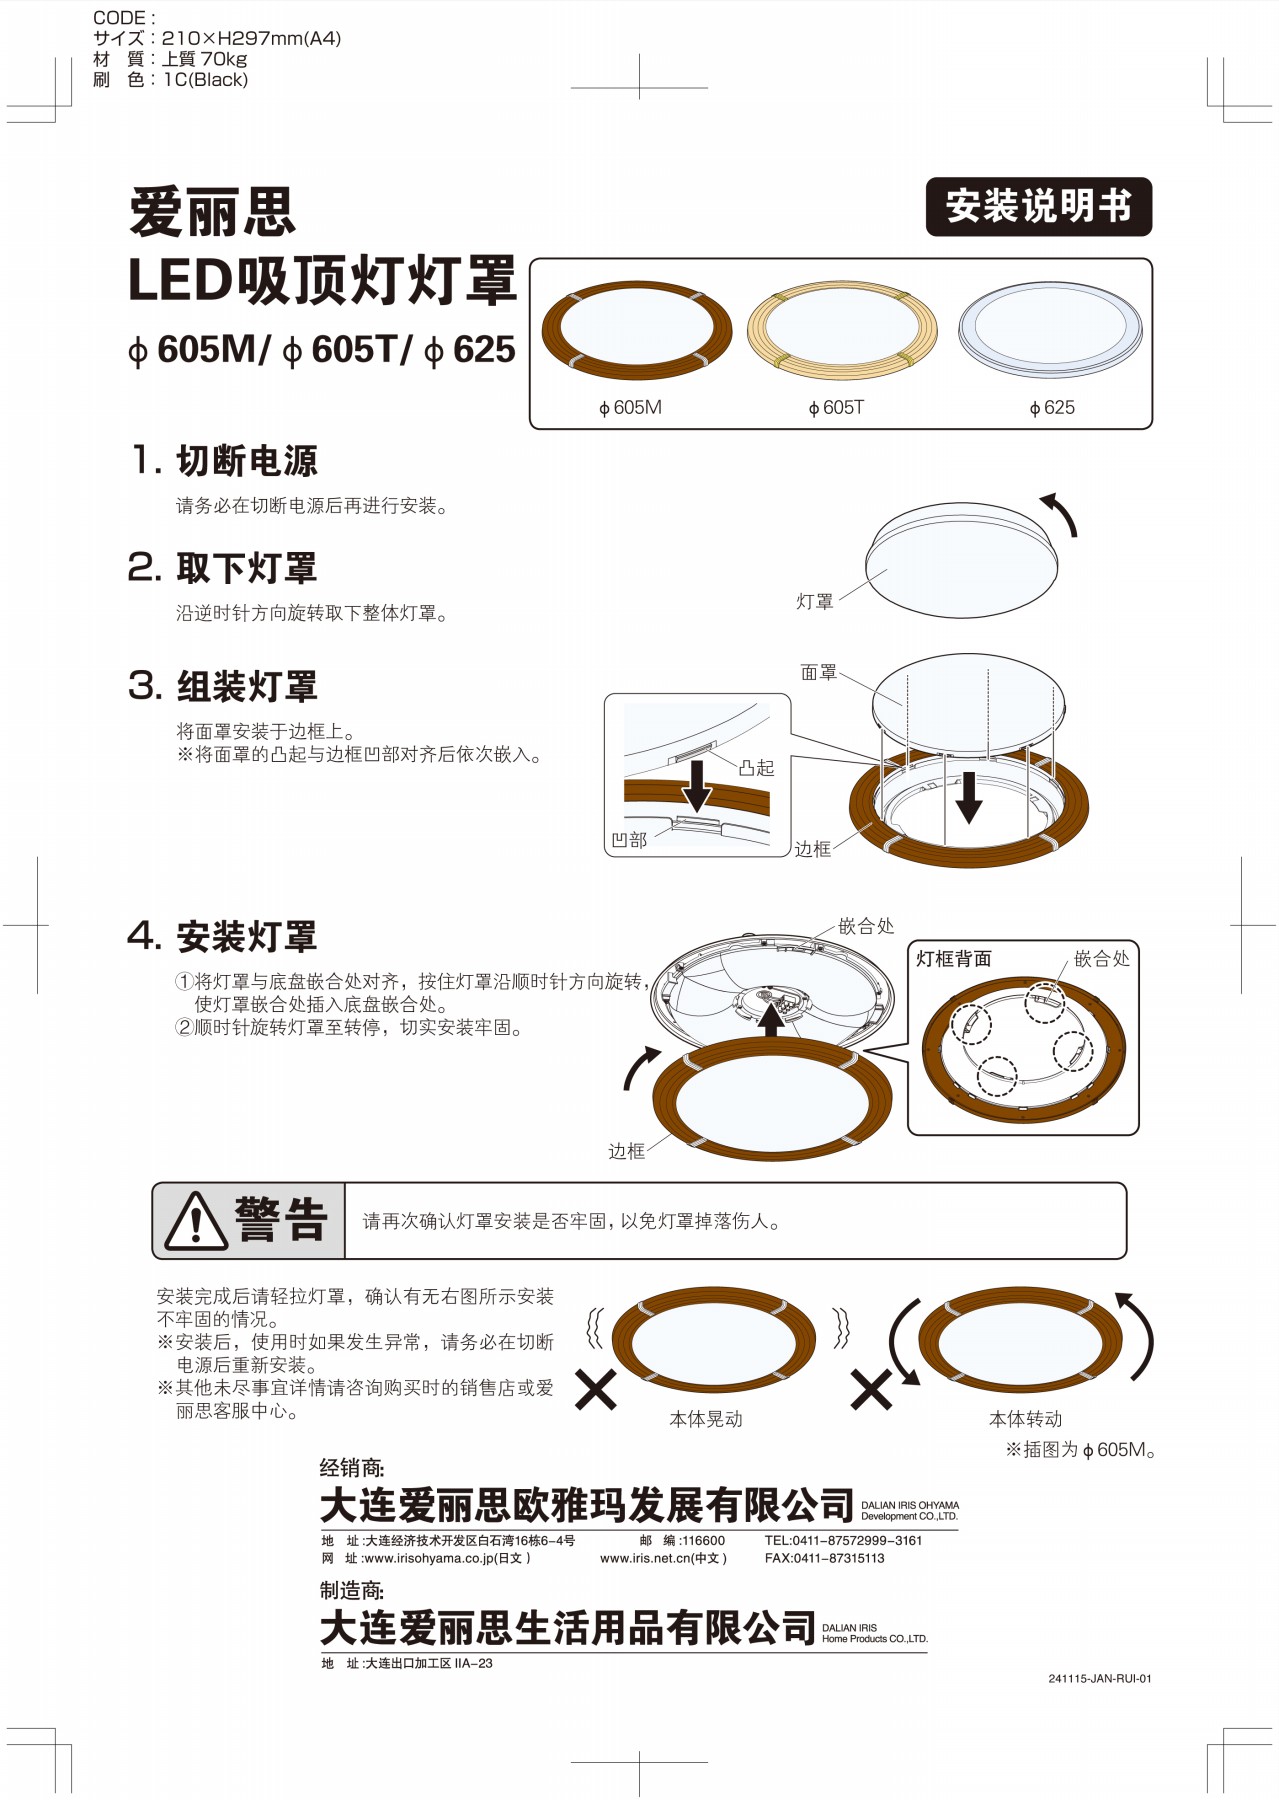 CODE :
サイズ：210×H297mm(A4)
材　質：上質 70kg
刷　色：1C(Black)
爱丽思
LED吸顶灯灯罩
φ 605M/ φ 605T/ φ 625
安装说明书
φ 605M
φ 605T
φ 625
1. 切断电源
请务必在切断电源后再进行安装。
2. 取下灯罩
沿逆时针方向旋转取下整体灯罩。
灯罩
3. 组装灯罩
将面罩安装于边框上。
※将面罩的凸起与边框凹部对齐后依次嵌入。
面罩
凸起
凹部
边框
4. 安装灯罩
①将灯罩与底盘嵌合处对齐，按住灯罩沿顺时针方向旋转，
使灯罩嵌合处插入底盘嵌合处。
②顺时针旋转灯罩至转停，切实安装牢固。
嵌合处
灯框背面
嵌合处
边框
警告
请再次确认灯罩安装是否牢固，以免灯罩掉落伤人。
安装完成后请轻拉灯罩，确认有无右图所示安装
不牢固的情况。
※安装后，使用时如果发生异常，请务必在切断
电源后重新安装。
※其他未尽事宜详情请咨询购买时的销售店或爱
丽思客服中心。
本体晃动
本体转动
※插图为 φ 605M。
经销商:
大连爱丽思欧雅玛发展有限公司 DALIAN IRIS OHYAMA
Development CO.,LTD.
地　址 :大连经济技术开发区白石湾16栋6-4号　邮　编 :116600　TEL:0411-87572999-3161
网　址 :www.irisohyama.co.jp(日文 )　www.iris.net.cn(中文 )　FAX:0411-87315113
制造商:
大连爱丽思生活用品有限公司 DALIAN IRIS
Home Products CO.,LTD.
地　址 :大连出口加工区 IIA-23
241115-JAN-RUI-01